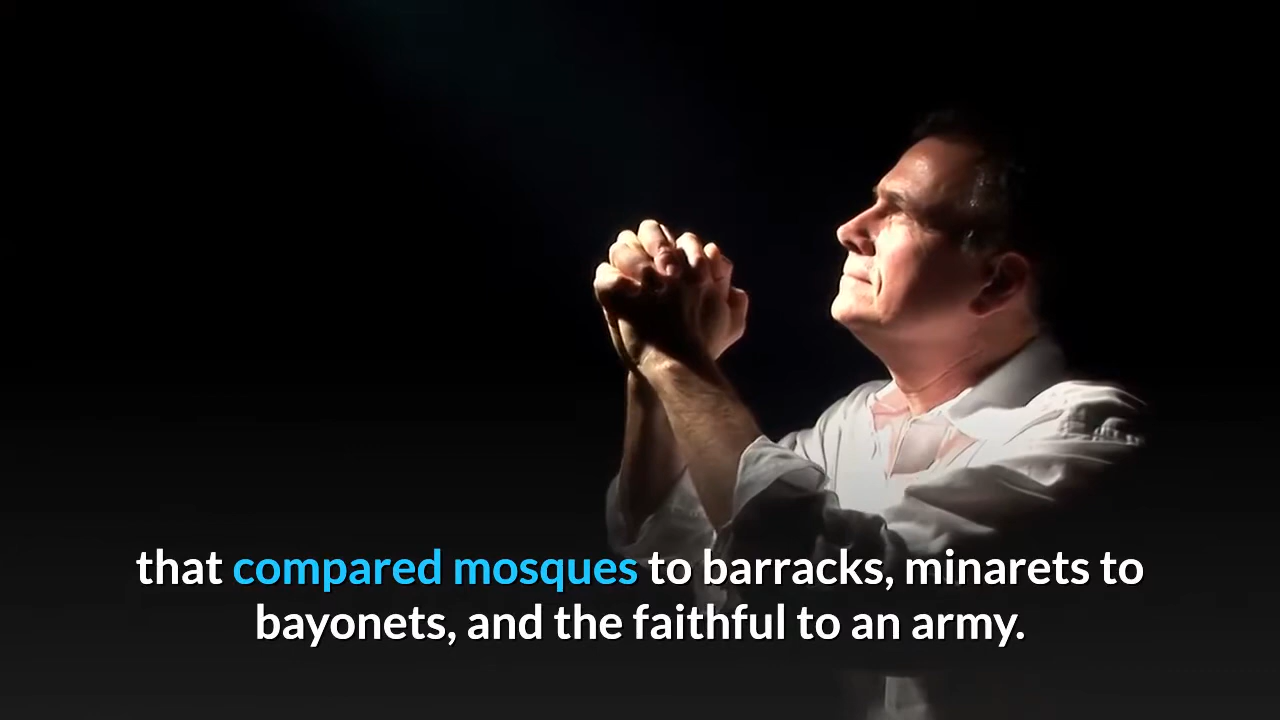 that compared mosques to barracks, minarets to
bayonets, and the faithful to an army.